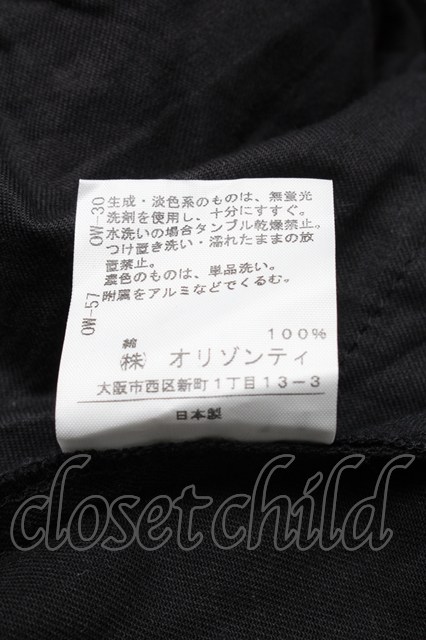 OW-30
生成・淡色系のものは、無蛍光
洗剤を使用し、十分にすすぐ。
水洗いの場合タンブル乾燥禁止。
つけ置き洗い・濡れたままの放
置禁止。
濃色のものは、単品洗い。
OW-57
附属をアルミなどでくるむ。
綿 100%
㈱ オリゾンティ
大阪市西区新町1丁目13-3
日本製
closetchild